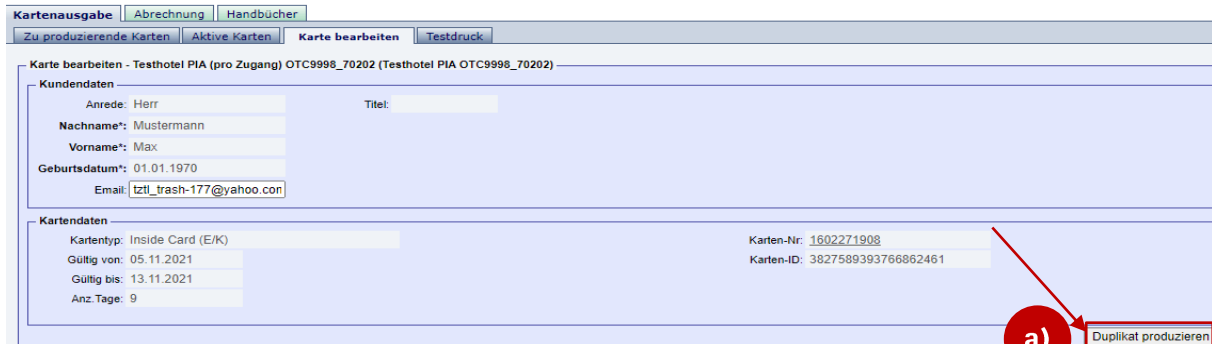 Kartenausgabe Abrechnung Handbücher
Zu produzierende Karten Aktive Karten Karte bearbeiten Testdruck
Karte bearbeiten - Testhotel PIA (pro Zugang) OTC9998_70202 (Testhotel PIA OTC9998_70202)
Kundendaten
Anrede: Herr Titel:
Nachname*: Mustermann
Vorname*: Max
Geburtsdatum*: 01.01.1970
Email: tztl_trash-177@yahoo.con
Kartendaten
Kartentyp: Inside Card (E/K) Karten-Nr: 1602271908
Gültig von: 05.11.2021 Karten-ID: 3827589393766862461
Gültig bis: 13.11.2021
Anz.Tage: 9
a) Duplikat produzieren